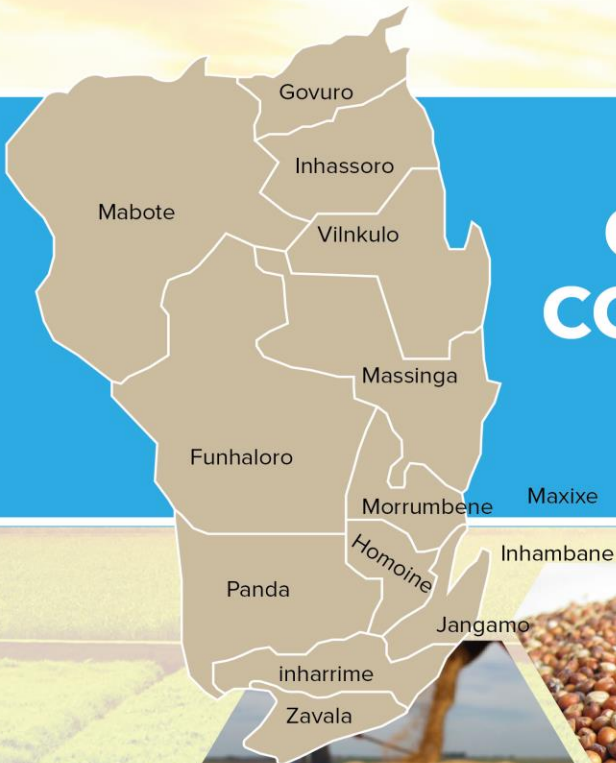 Govuro
Inhassoro
Mabote
Vilnkulo
Massinga
Funhaloro
Morrumbene
Maxixe
Homoine
Inhambane
Panda
Jangamo
inharrime
Zavala